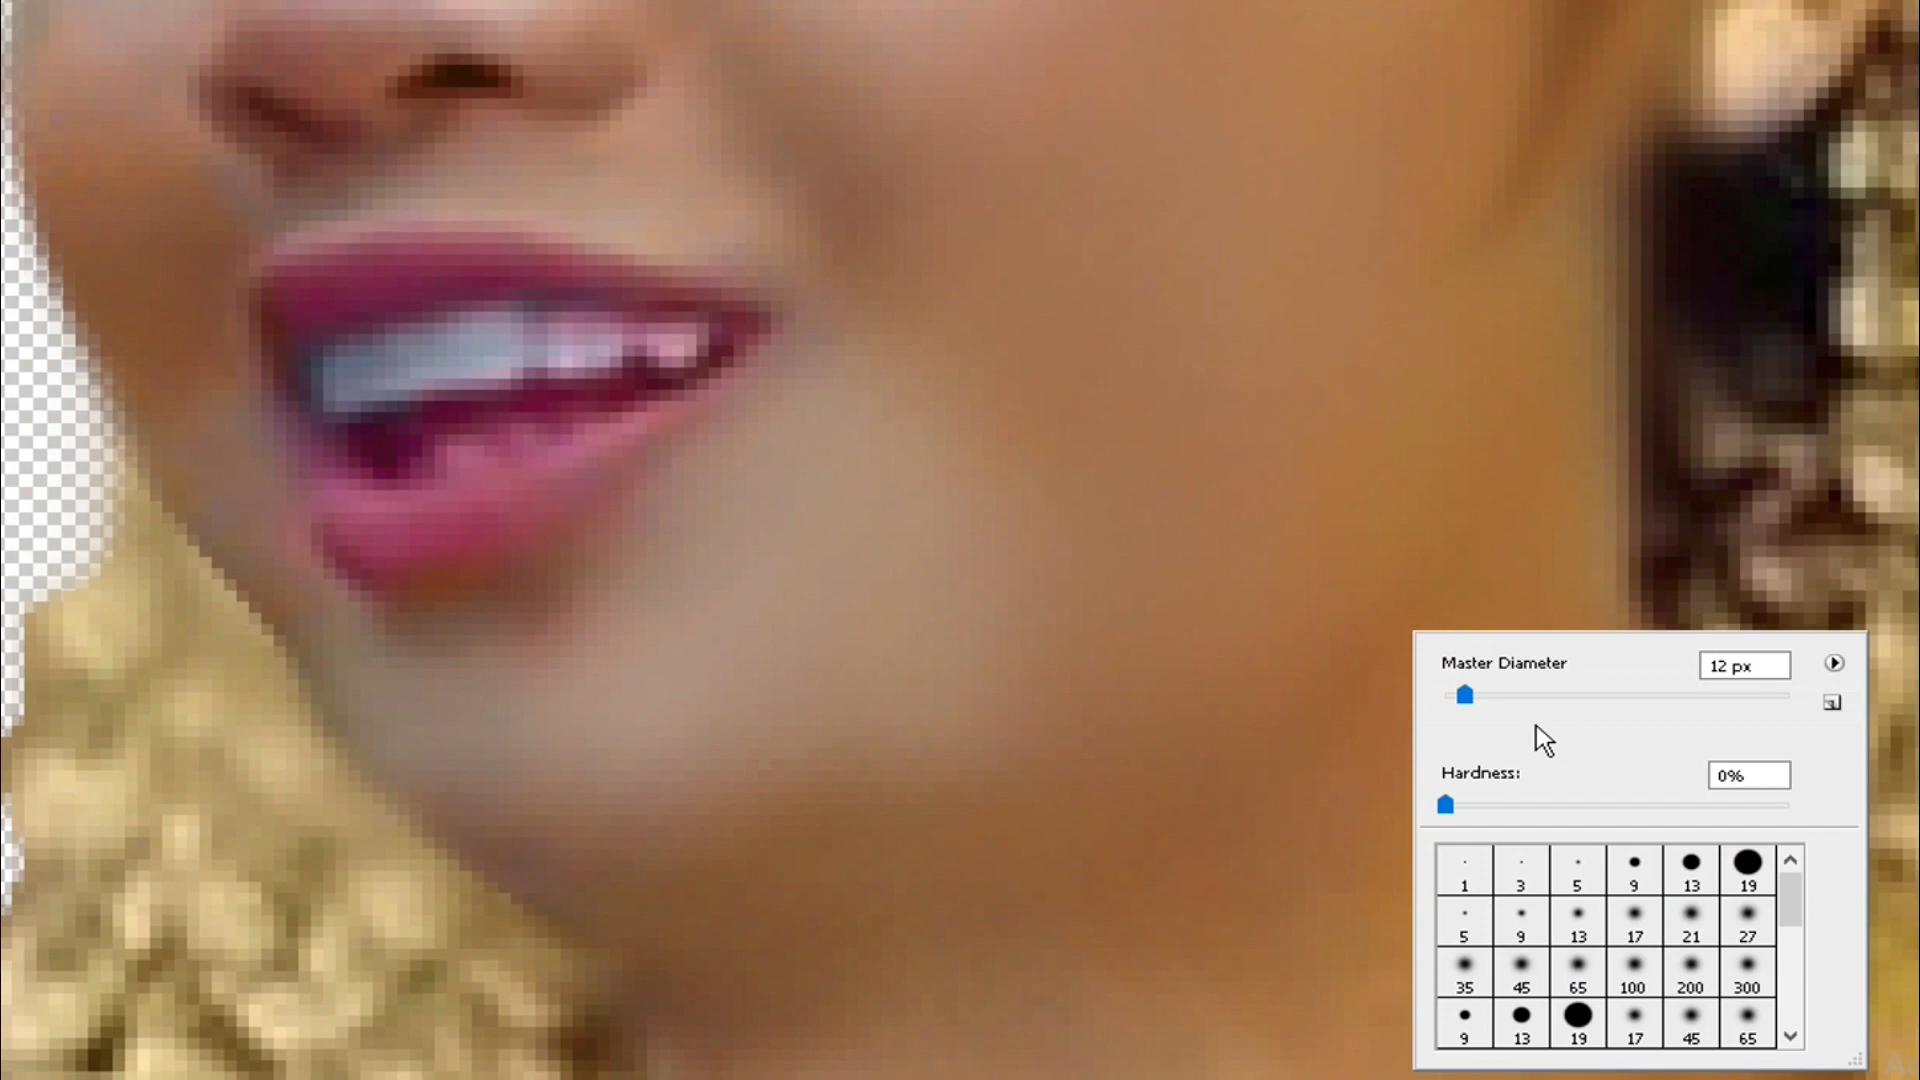 Master Diameter 12 px
Hardness: 0%
1 3 5 9 13 19
5 9 13 17 21 27
35 45 65 100 200 300
9 13 19 17 45 65